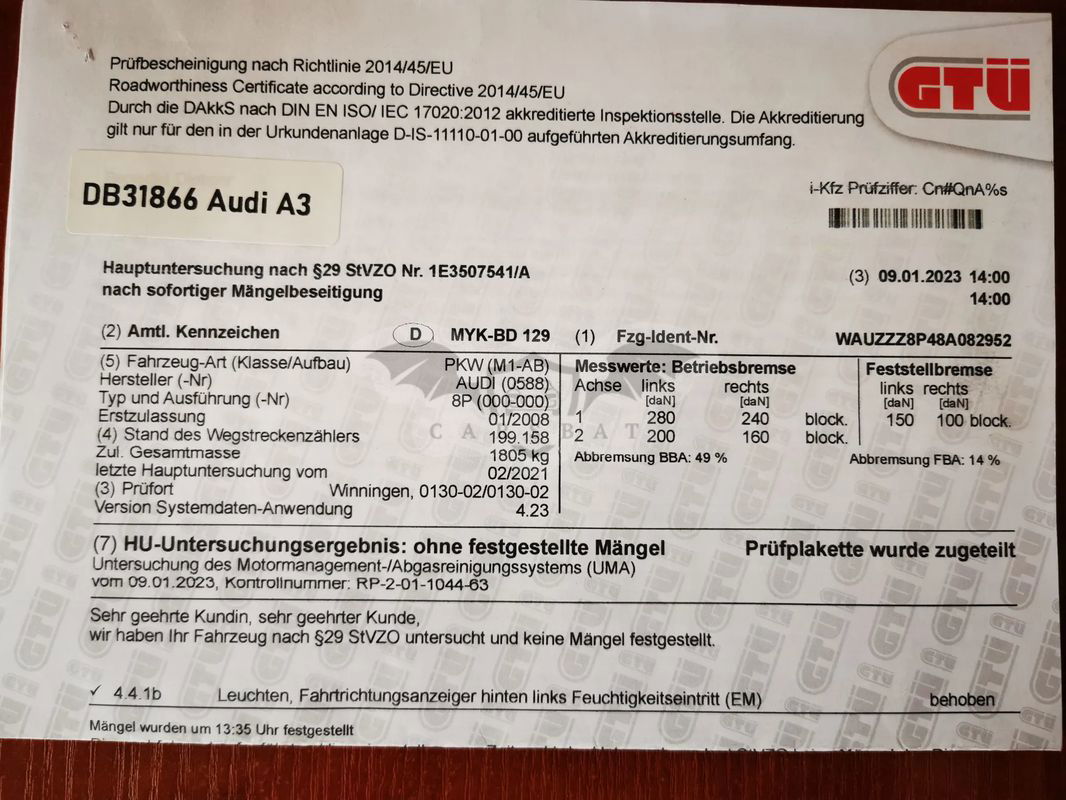 Prüfbescheinigung nach Richtlinie 2014/45/EU
Roadworthiness Certificate according to Directive 2014/45/EU
Durch die DAkkS nach DIN EN ISO/ IEC 17020:2012 akkreditierte Inspektionsstelle. Die Akkreditierung
gilt nur für den in der Urkundenanlage D-IS-11110-01-00 aufgeführten Akkreditierungsumfang.
GTÜ
DB31866 Audi A3
i-Kfz Prüfziffer: Cn#QnA%s
Hauptuntersuchung nach §29 StVZO Nr. 1E3507541/A (3) 09.01.2023 14:00
nach sofortiger Mängelbeseitigung 14:00
(2) Amtl. Kennzeichen D MYK-BD 129 (1) Fzg-Ident-Nr. WAUZZZ8P48A082952
(5) Fahrzeug-Art (Klasse/Aufbau) PKW (M1-AB)
Hersteller (-Nr) AUDI (0588)
Typ und Ausführung (-Nr) 8P (000-000)
Erstzulassung 01/2008
(4) Stand des Wegstreckenzählers 199.158
Zul. Gesamtmasse 1805 kg
letzte Hauptuntersuchung vom 02/2021
(3) Prüfort Winningen, 0130-02/0130-02
Version Systemdaten-Anwendung 4.23
Messwerte: Betriebsbremse
Achse links rechts
[daN] [daN]
1 280 240 block.
2 200 160 block.
Abbremsung BBA: 49 %
Feststellbremse
links rechts
[daN] [daN]
150 100 block.
Abbremsung FBA: 14 %
CARBAT
(7) HU-Untersuchungsergebnis: ohne festgestellte Mängel Prüfplakette wurde zugeteilt
Untersuchung des Motormanagement-/Abgasreinigungssystems (UMA)
vom 09.01.2023, Kontrollnummer: RP-2-01-1044-63
Sehr geehrte Kundin, sehr geehrter Kunde,
wir haben Ihr Fahrzeug nach §29 StVZO untersucht und keine Mängel festgestellt.
✓ 4.4.1b Leuchten, Fahrtrichtungsanzeiger hinten links Feuchtigkeitseintritt (EM) behoben
Mängel wurden um 13:35 Uhr festgestellt